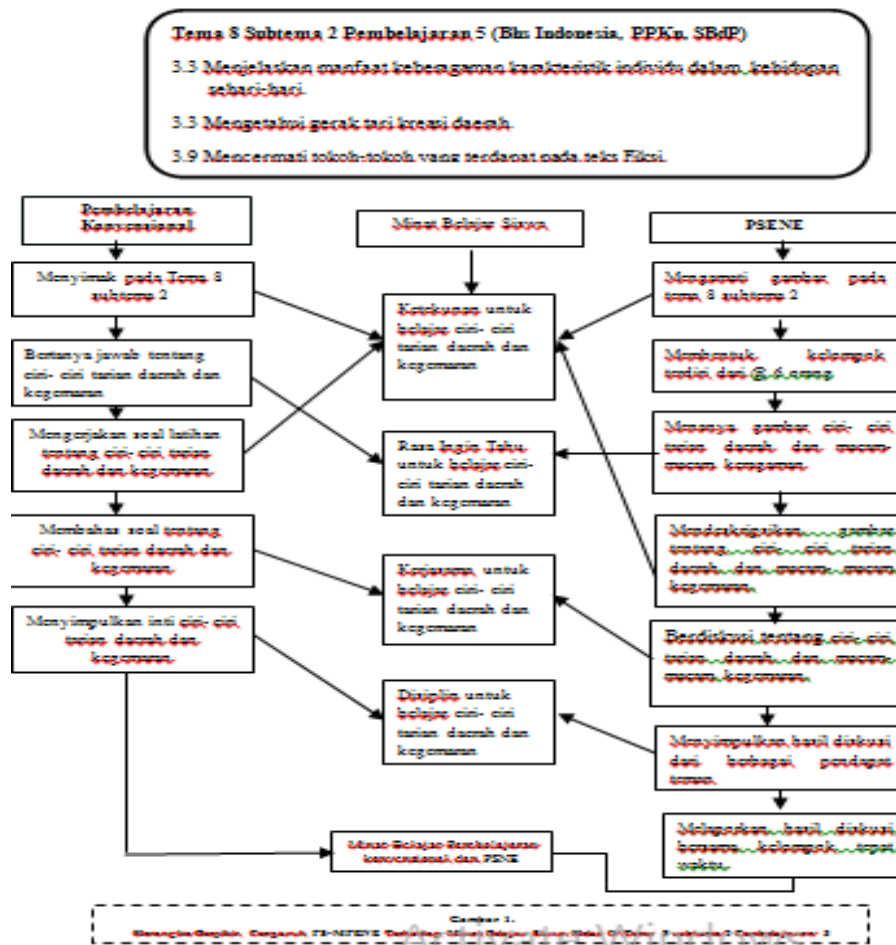 Tema 8 Subtema 2 Pembelajaran 5 (Bhs Indonesia, PPKn, SBdP)
3.3 Menjelaskan manfaat keberagaman karakteristik individu dalam kehidupan
sehari-hari.
3.3 Mengetahui gerak tari kreasi daerah.
3.9 Mencermati tokoh-tokoh yang terdapat pada teks Fiksi.
Pembelajaran
Konvensional
Menyimak pada Tema 8
subtema 2
Bertanya jawab tentang
ciri- ciri tarian daerah dan
kegemaran
Mengerjakan soal latihan
tentang ciri- ciri tarian
daerah dan kegemaran
Membahas soal tentang
ciri- ciri tarian daerah dan
kegemaran
Menyimpulkan inti ciri- ciri
tarian daerah dan
kegemaran
Minat Belajar Siswa
Ketekunan untuk
belajar ciri- ciri
tarian daerah dan
kegemaran
Rasa Ingin Tahu
untuk belajar ciri-
ciri tarian daerah
dan kegemaran
Kerjasama untuk
belajar ciri- ciri
tarian daerah dan
kegemaran
Disiplin untuk
belajar ciri- ciri
tarian daerah dan
kegemaran
PSENE
Mengamati gambar pada
tema 8 subtema 2
Membentuk kelompok
terdiri dari @ 6 orang
Menanya gambar ciri- ciri
tarian daerah dan macam-
macam keragaman.
Mendeskripsikan gambar
tentang ciri- ciri tarian
daerah dan macam- macam
kegemaran.
Berdiskusi tentang ciri- ciri
tarian daerah dan macam-
macam kegemaran.
Menyimpulkan hasil diskusi
dari berbagai pendapat
teman.
Melaporkan hasil diskusi
bersama kelompok tepat
waktu.
Minat Belajar Pembelajaran
konvensional dan PSNE
Gambar 1.
Kerangka Berpikir Pengaruh